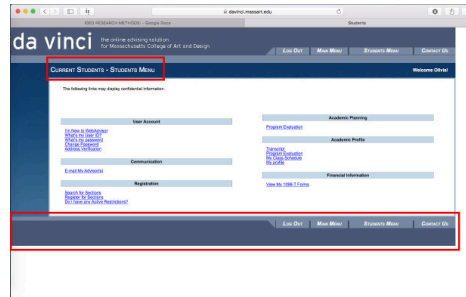 davinci.massart.edu
Students
da vinci
the online advising solution
for Massachusetts College of Art and Design
LOG OUT MAIN MENU STUDENTS MENU CONTACT US
CURRENT STUDENTS - STUDENTS MENU
Welcome Olivia!
The following links may display confidential information.
User Account
I'm New to WebAdvisor
What's my User ID?
What's my password
Change Password
Address Verification
Communication
E-mail My Advisor(s)
Registration
Search for Sections
Register for Sections
Do I have any Active Restrictions?
Academic Planning
Program Evaluation
Academic Profile
Transcript
Program Evaluation
My Class Schedule
My profile
Financial Information
View My 1098-T Forms
LOG OUT MAIN MENU STUDENTS MENU CONTACT US